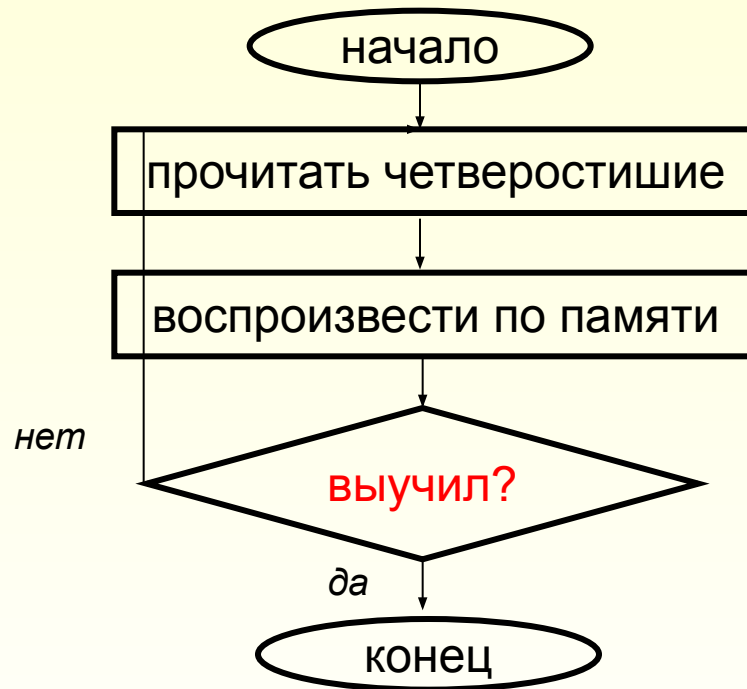 начало
прочитать четверостишие
воспроизвести по памяти
нет
выучил?
да
конец